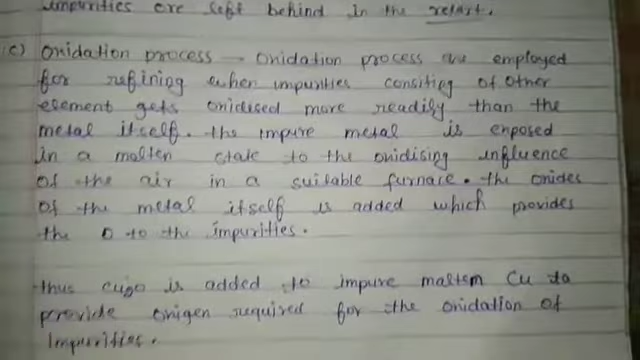 impurities are left behind in the retort.
(c) Oxidation process → Oxidation process are employed
for refining when impurities consiting of other
element gets oxidised more readily than the
metal itself. the impure metal is exposed
in a molten state to the oxidising influence
of the air in a suitable furnace. the oxides
of the metal itself is added which provides
the O to the impurities.
thus cu2o is added to impure maltem Cu to
provide oxigen required for the oxidation of
impurities.